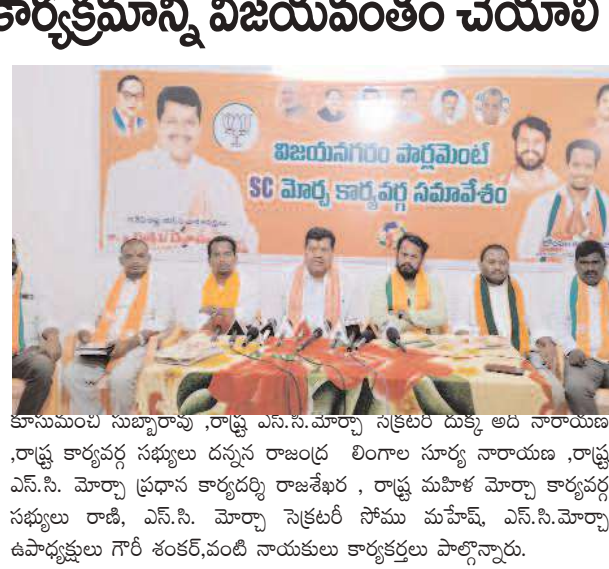 కార్యక్రమాన్ని విజయవంతం చేయాలి
విజయనగరం పార్లమెంట్
SC మోర్చ కార్యవర్గ సమావేశం
కూసుమంచి సుబ్బారావు ,రాష్ట్ర ఎస్.సి.మోర్చా సెక్రటరీ దుక్క అది నారాయణ
,రాష్ట్ర కార్యవర్గ సభ్యులు దన్నన రాజంద్ర లింగాల సూర్య నారాయణ ,రాష్ట్ర
ఎస్.సి. మోర్చా ప్రధాన కార్యదర్శి రాజశేఖర , రాష్ట్ర మహిళ మోర్చా కార్యవర్గ
సభ్యులు రాణి, ఎస్.సి. మోర్చా సెక్రటరీ సోము మహేష్, ఎస్.సి.మోర్చా
ఉపాధ్యక్షులు గౌరీ శంకర్,వంటి నాయకులు కార్యకర్తలు పాల్గొన్నారు.